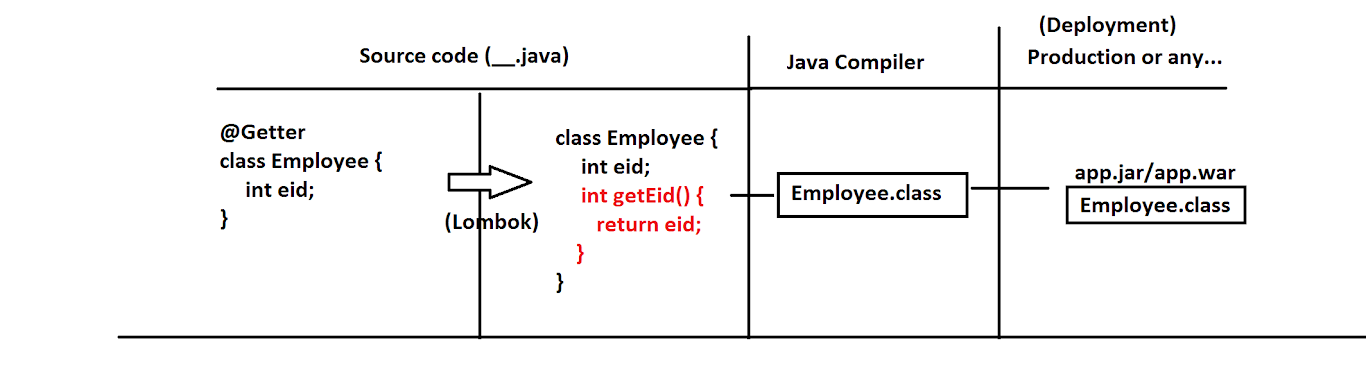 Source code (__.java)
Java Compiler
(Deployment)
Production or any...
@Getter
class Employee {
int eid;
}
(Lombok)
class Employee {
int eid;
int getEid() {
return eid;
}
}
Employee.class
app.jar/app.war
Employee.class